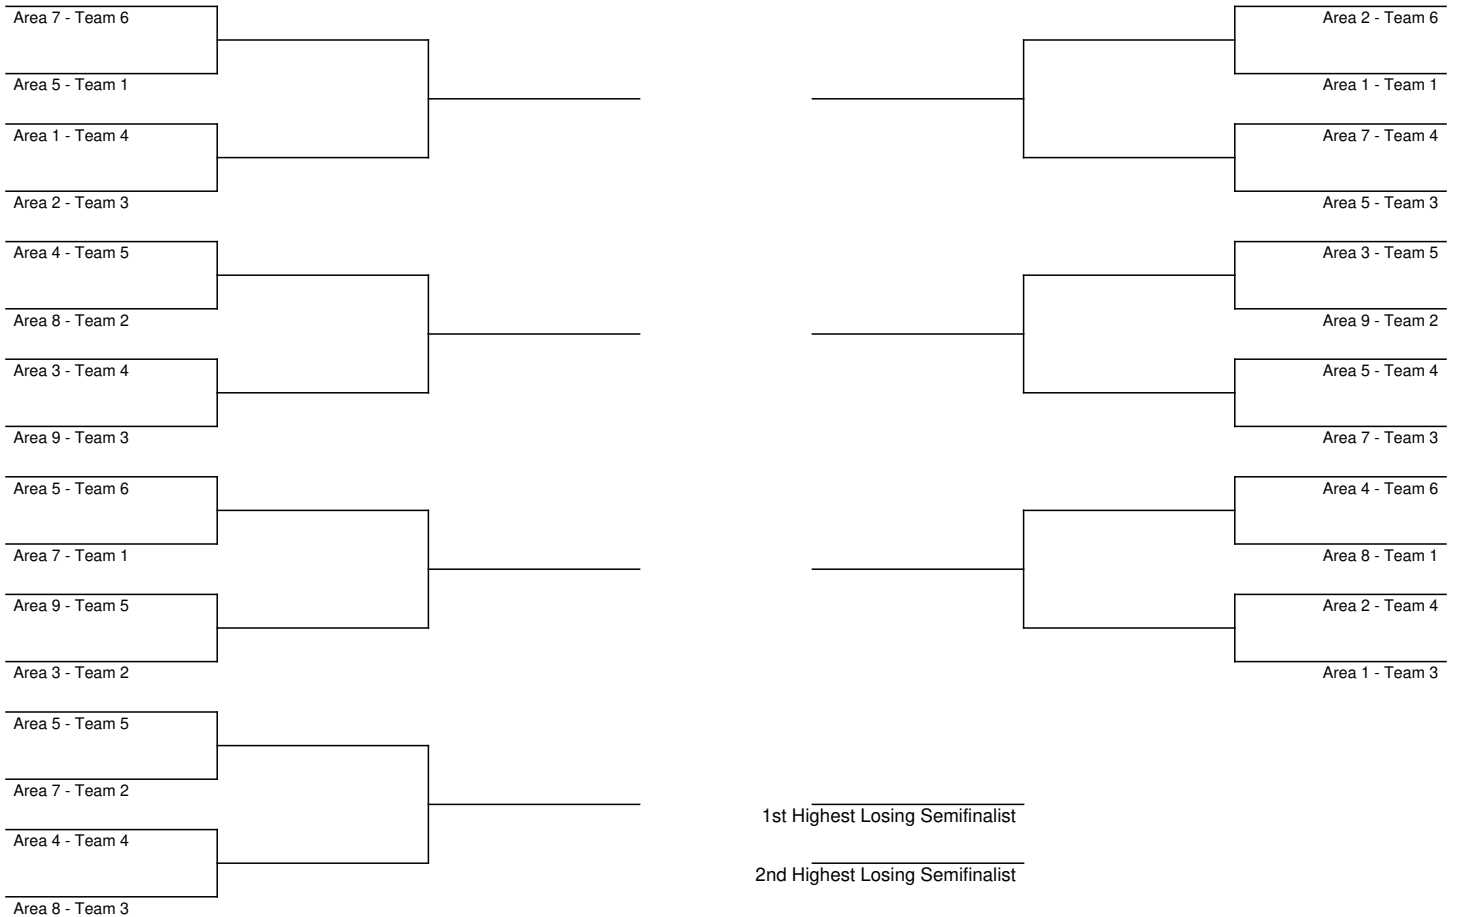 Area 7 - Team 6
Area 5 - Team 1
Area 1 - Team 4
Area 2 - Team 3
Area 4 - Team 5
Area 8 - Team 2
Area 3 - Team 4
Area 9 - Team 3
Area 5 - Team 6
Area 7 - Team 1
Area 9 - Team 5
Area 3 - Team 2
Area 5 - Team 5
Area 7 - Team 2
Area 4 - Team 4
Area 8 - Team 3
Area 2 - Team 6
Area 1 - Team 1
Area 7 - Team 4
Area 5 - Team 3
Area 3 - Team 5
Area 9 - Team 2
Area 5 - Team 4
Area 7 - Team 3
Area 4 - Team 6
Area 8 - Team 1
Area 2 - Team 4
Area 1 - Team 3
1st Highest Losing Semifinalist
2nd Highest Losing Semifinalist